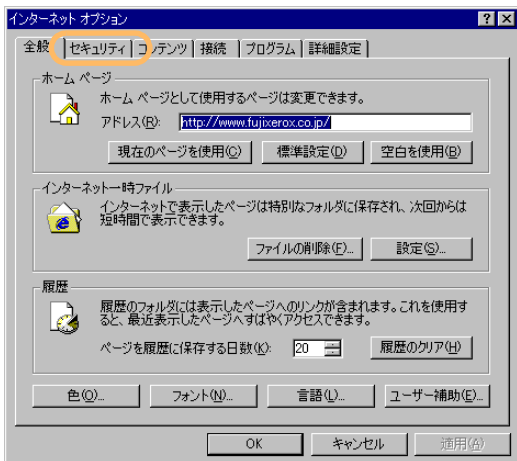 インターネット オプション
全般 セキュリティ コンテンツ 接続 プログラム 詳細設定
ホーム ページ
ホーム ページとして使用するページは変更できます。
アドレス(R): http://www.fujixerox.co.jp/
現在のページを使用(C) 標準設定(D) 空白を使用(B)
インターネット一時ファイル
インターネットで表示したページは特別なフォルダに保存され、次回からは
短時間で表示できます。
ファイルの削除(F)... 設定(S)...
履歴
履歴のフォルダには表示したページへのリンクが含まれます。これを使用す
ると、最近表示したページへすばやくアクセスできます。
ページを履歴に保存する日数(K): 20 履歴のクリア(H)
色(O)... フォント(N)... 言語(L)... ユーザー補助(E)...
OK キャンセル 適用(A)